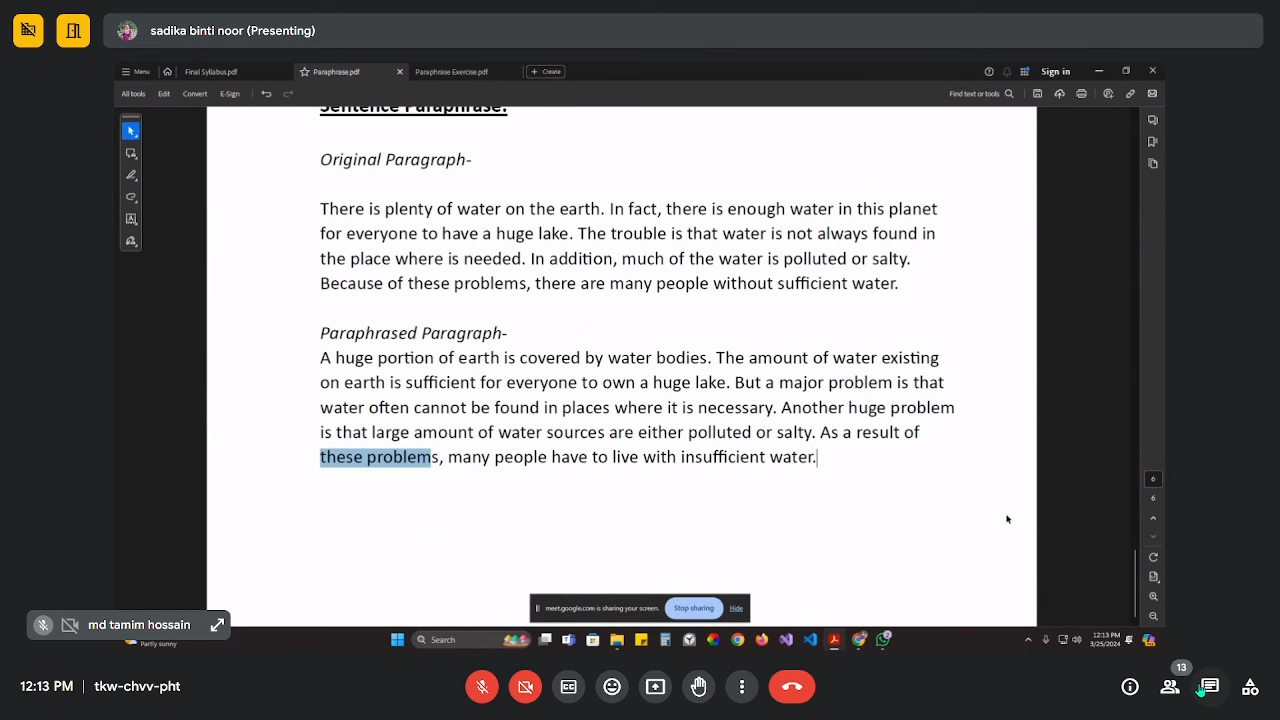 sadika binti noor (Presenting)
Menu
Final Syllabus.pdf
Paraphrase.pdf
Paraphrase Exercise.pdf
+ Create
Sign in
All tools Edit Convert E-Sign
Find text or tools
Sentence Paraphrase:
Original Paragraph-
There is plenty of water on the earth. In fact, there is enough water in this planet
for everyone to have a huge lake. The trouble is that water is not always found in
the place where is needed. In addition, much of the water is polluted or salty.
Because of these problems, there are many people without sufficient water.
Paraphrased Paragraph-
A huge portion of earth is covered by water bodies. The amount of water existing
on earth is sufficient for everyone to own a huge lake. But a major problem is that
water often cannot be found in places where it is necessary. Another huge problem
is that large amount of water sources are either polluted or salty. As a result of
these problems, many people have to live with insufficient water.
6
6
meet.google.com is sharing your screen. Stop sharing Hide
md tamim hossain
Partly sunny
Search
12:13 PM
3/25/2024
12:13 PM | tkw-chvv-pht
13